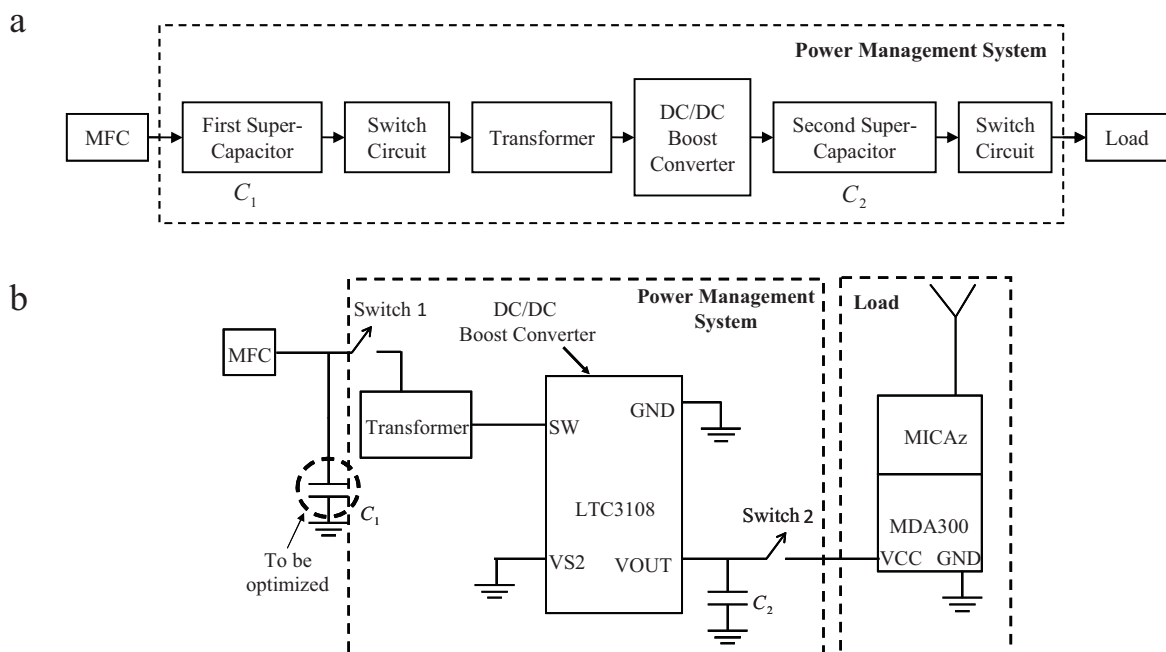 a
Power Management System
MFC
First Super-
Capacitor
C1
Switch
Circuit
Transformer
DC/DC
Boost
Converter
Second Super-
Capacitor
C2
Switch
Circuit
Load
b
Power Management
System
Load
MFC
Switch 1
DC/DC
Boost Converter
Transformer
SW
GND
LTC3108
VS2
VOUT
C1
To be
optimized
Switch 2
C2
MICAz
MDA300
VCC GND